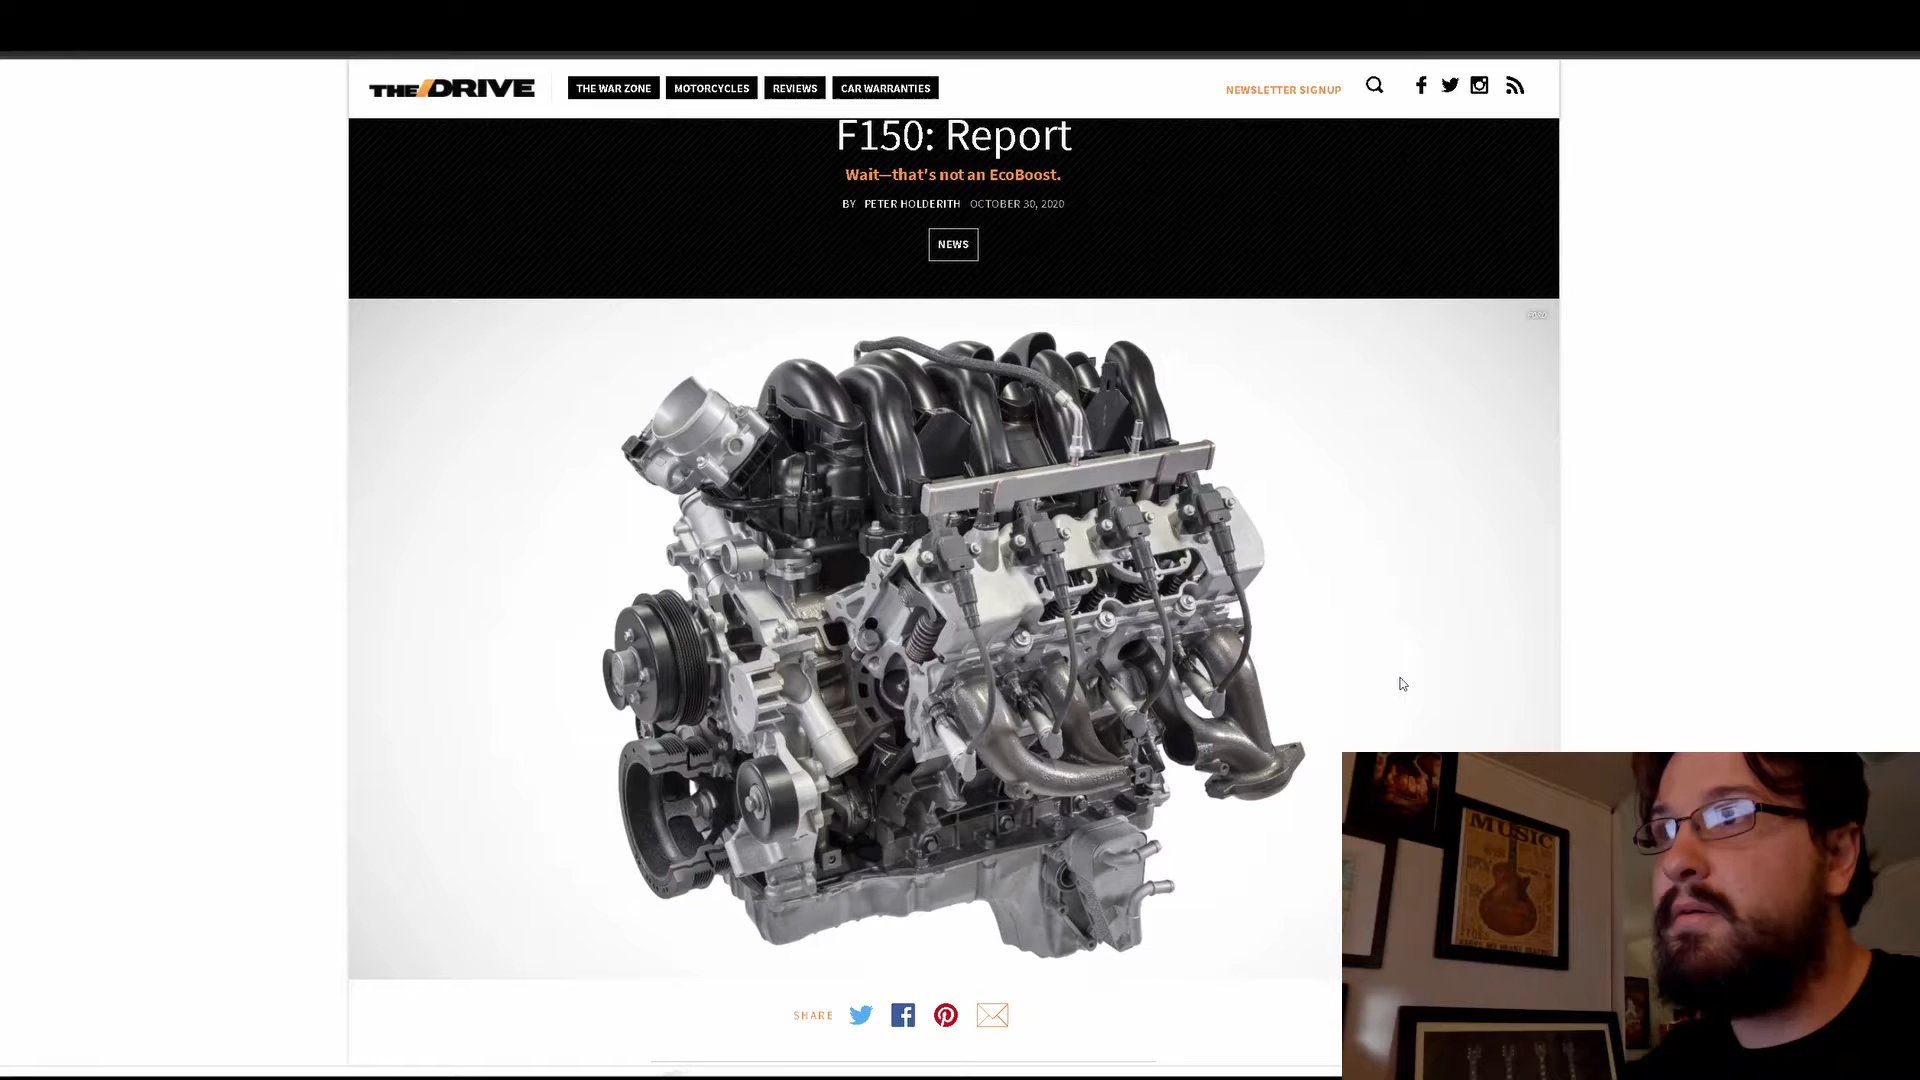 THE DRIVE
THE WAR ZONE
MOTORCYCLES
REVIEWS
CAR WARRANTIES
NEWSLETTER SIGNUP
F150: Report
Wait—that's not an EcoBoost.
BY PETER HOLDERITH OCTOBER 30, 2020
NEWS
SHARE
MUSIC